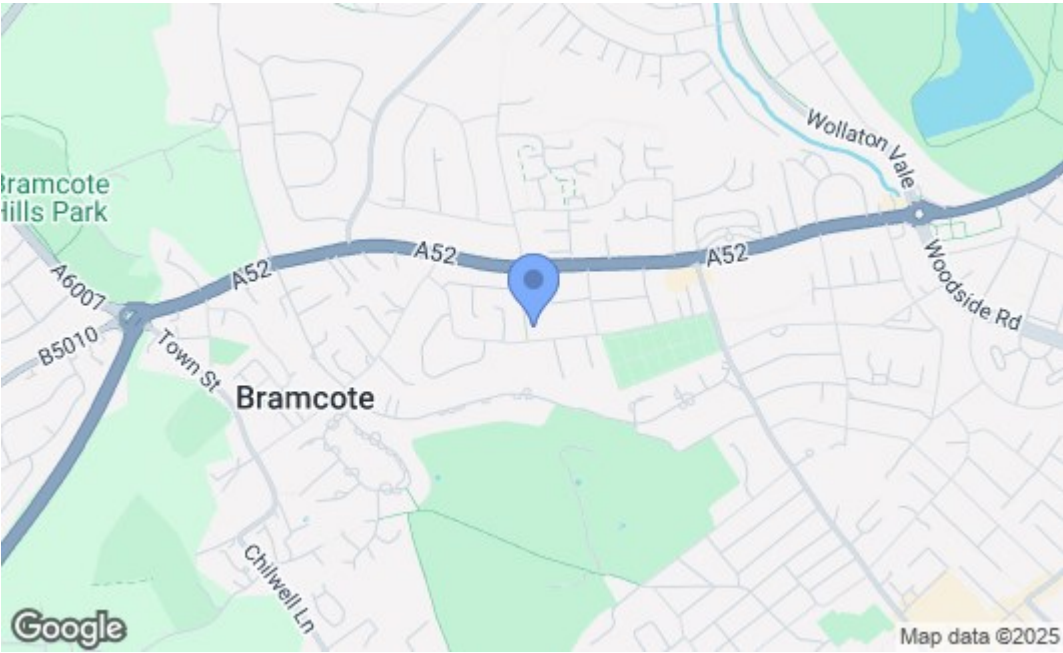 Wollaton Vale
Bramcote
Hills Park
A52
A52
A52
A6007
B5010
Town St
Woodside Rd
Bramcote
Chilwell Ln
Google
Map data ©2025